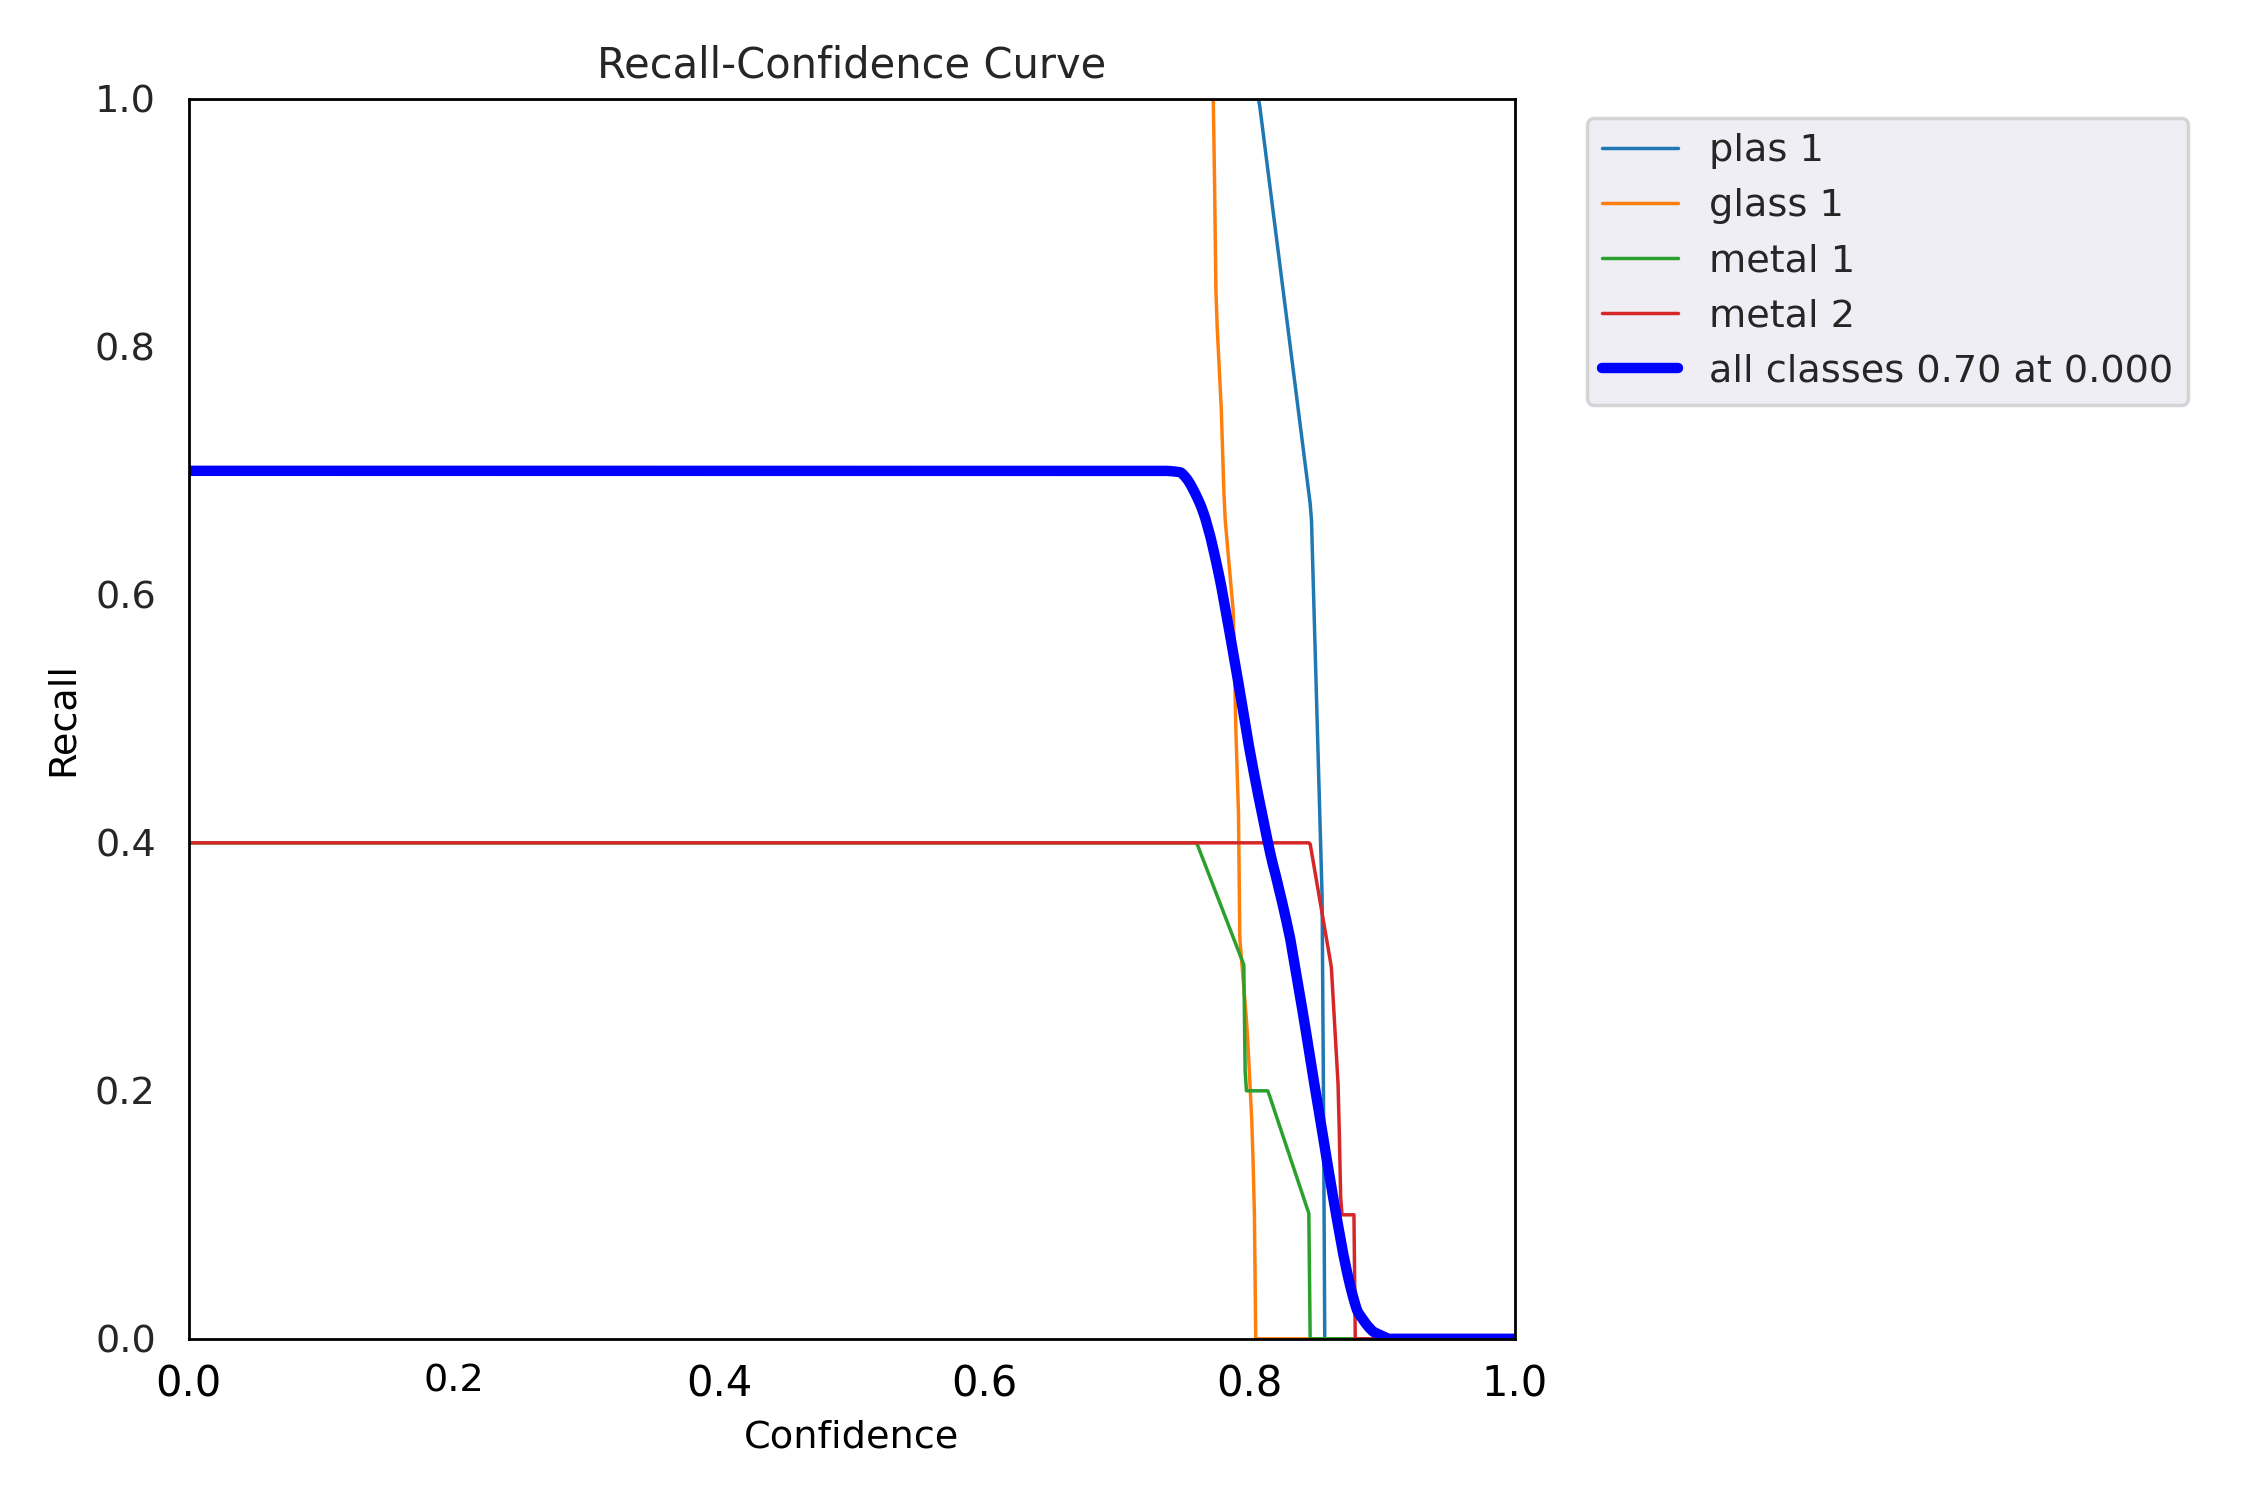 Recall-Confidence Curve
1.0
0.8
0.6
0.4
0.2
0.0
Recall
0.0 0.2 0.4 0.6 0.8 1.0
Confidence
plas 1
glass 1
metal 1
metal 2
all classes 0.70 at 0.000